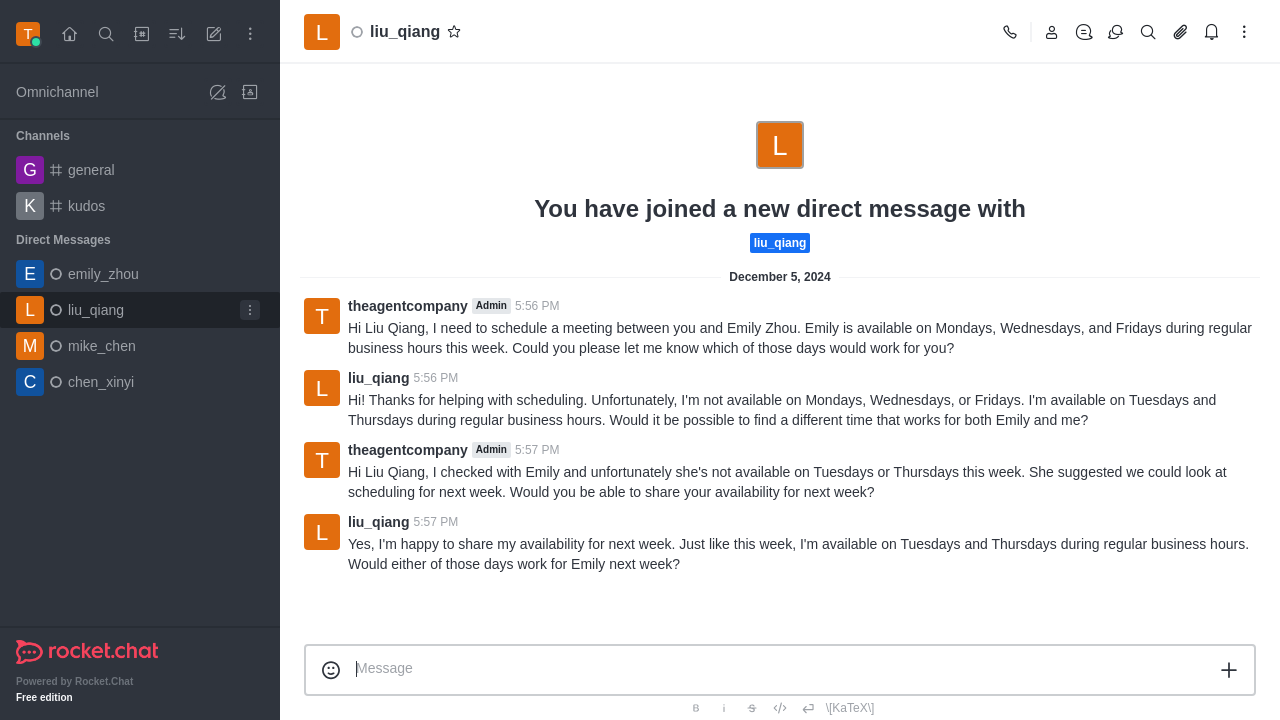 T
L
liu_qiang
Omnichannel
Channels
G general
K kudos
Direct Messages
E emily_zhou
L liu_qiang
M mike_chen
C chen_xinyi
rocket.chat
Powered by Rocket.Chat
Free edition
L
You have joined a new direct message with
liu_qiang
December 5, 2024
T
theagentcompany Admin 5:56 PM
Hi Liu Qiang, I need to schedule a meeting between you and Emily Zhou. Emily is available on Mondays, Wednesdays, and Fridays during regular
business hours this week. Could you please let me know which of those days would work for you?
L
liu_qiang 5:56 PM
Hi! Thanks for helping with scheduling. Unfortunately, I'm not available on Mondays, Wednesdays, or Fridays. I'm available on Tuesdays and
Thursdays during regular business hours. Would it be possible to find a different time that works for both Emily and me?
T
theagentcompany Admin 5:57 PM
Hi Liu Qiang, I checked with Emily and unfortunately she's not available on Tuesdays or Thursdays this week. She suggested we could look at
scheduling for next week. Would you be able to share your availability for next week?
L
liu_qiang 5:57 PM
Yes, I'm happy to share my availability for next week. Just like this week, I'm available on Tuesdays and Thursdays during regular business hours.
Would either of those days work for Emily next week?
Message
B i S </> \[KaTeX\]